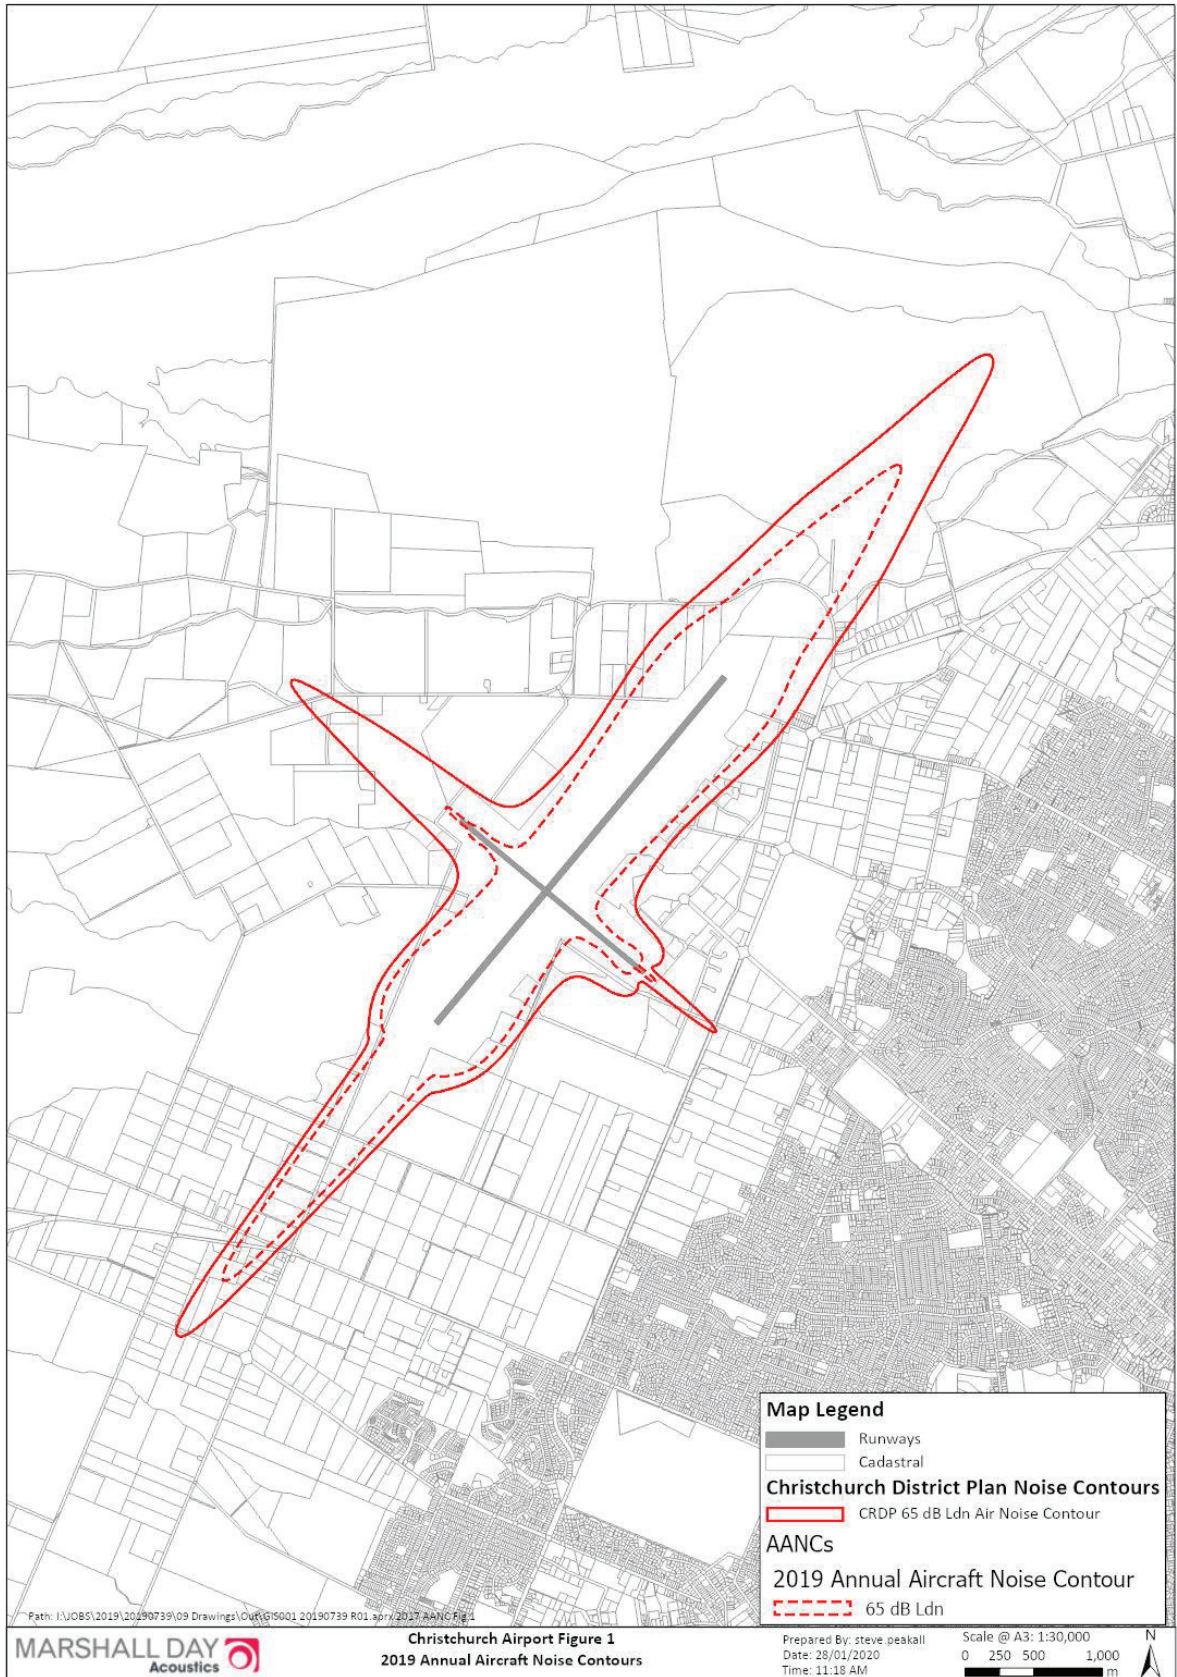 Map Legend
Runways
Cadastral
Christchurch District Plan Noise Contours
CRDP 65 dB Ldn Air Noise Contour
AANCs
2019 Annual Aircraft Noise Contour
65 dB Ldn
Path: I:\JOBS\2019\20190739\09 Drawings\Out\GIS001 20190739 R01.aprx 2017 AANC Fig 1
MARSHALL DAY
Acoustics
Christchurch Airport Figure 1
2019 Annual Aircraft Noise Contours
Prepared By: steve.peakall
Date: 28/01/2020
Time: 11:18 AM
Scale @ A3: 1:30,000
0 250 500 1,000
m
N